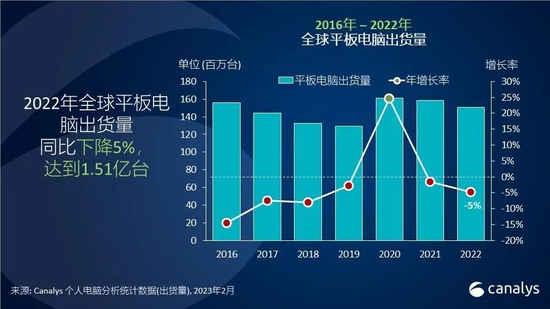 2016年 – 2022年
全球平板电脑出货量
2022年全球平板电
脑出货量
同比下降5%，
达到1.51亿台
单位 (百万台)
增长率
平板电脑出货量
年增长率
180
160
140
120
100
80
60
40
20
0
30%
25%
20%
15%
10%
5%
0%
-5%
-10%
-15%
-20%
-5%
2016
2017
2018
2019
2020
2021
2022
来源: Canalys 个人电脑分析统计数据(出货量), 2023年2月
canalys